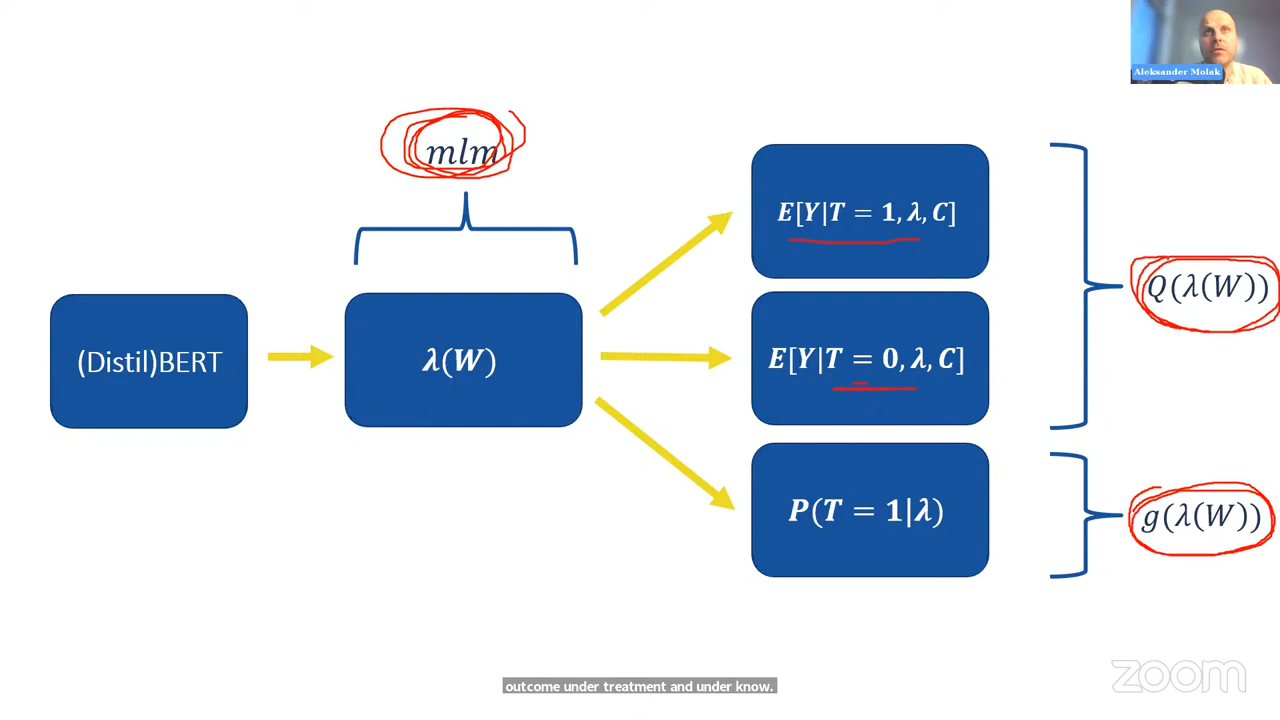 Aleksander Molak
mlm
(Distil)BERT
λ(W)
E[Y|T = 1, λ, C]
E[Y|T = 0, λ, C]
P(T = 1|λ)
Q(λ(W))
g(λ(W))
outcome under treatment and under know.
zoom